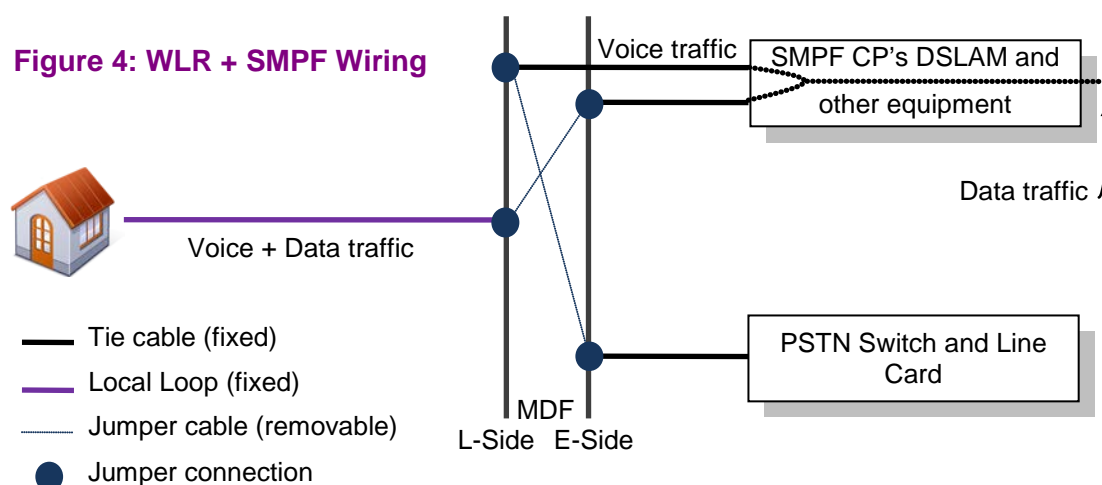 Figure 4: WLR + SMPF Wiring
Voice traffic
SMPF CP's DSLAM and
other equipment
Data traffic
Voice + Data traffic
Tie cable (fixed)
Local Loop (fixed)
Jumper cable (removable)
Jumper connection
MDF
L-Side E-Side
PSTN Switch and Line
Card